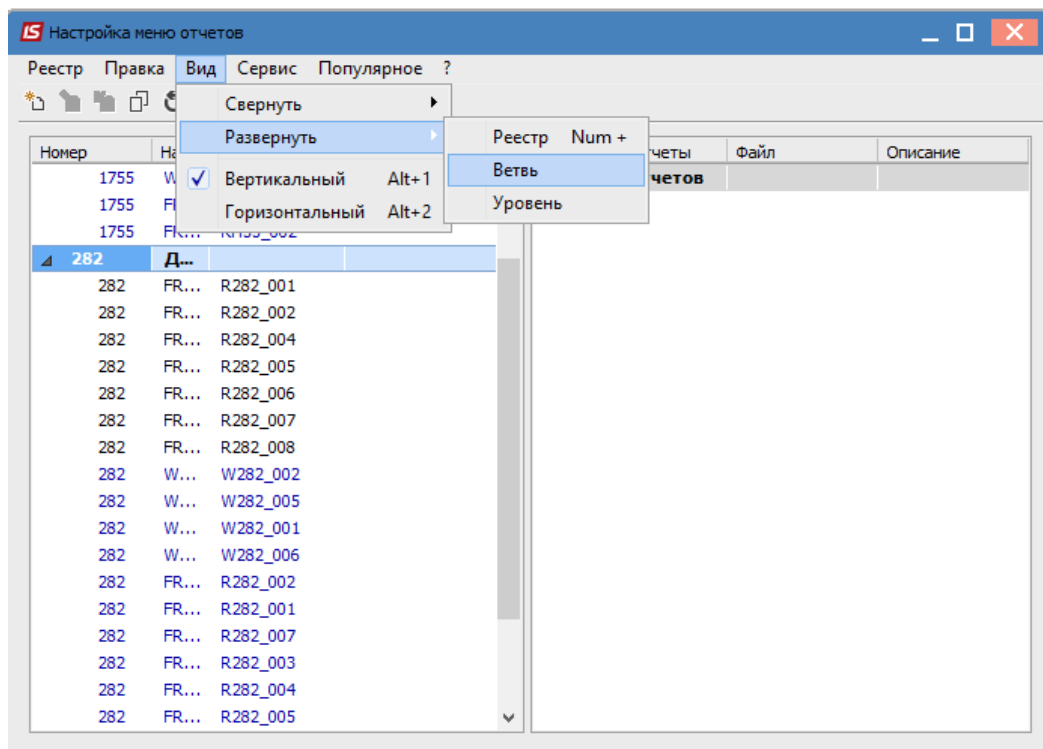 IS Настройка меню отчетов
Реестр Правка Вид Сервис Популярное ?
Свернуть
Развернуть
Вертикальный Alt+1
Горизонтальный Alt+2
Реестр Num +
Ветвь
Уровень
Номер Файл Описание
1755
1755
1755
282 Д...
282 FR... R282_001
282 FR... R282_002
282 FR... R282_004
282 FR... R282_005
282 FR... R282_006
282 FR... R282_007
282 FR... R282_008
282 W... W282_002
282 W... W282_005
282 W... W282_001
282 W... W282_006
282 FR... R282_002
282 FR... R282_001
282 FR... R282_007
282 FR... R282_003
282 FR... R282_004
282 FR... R282_005